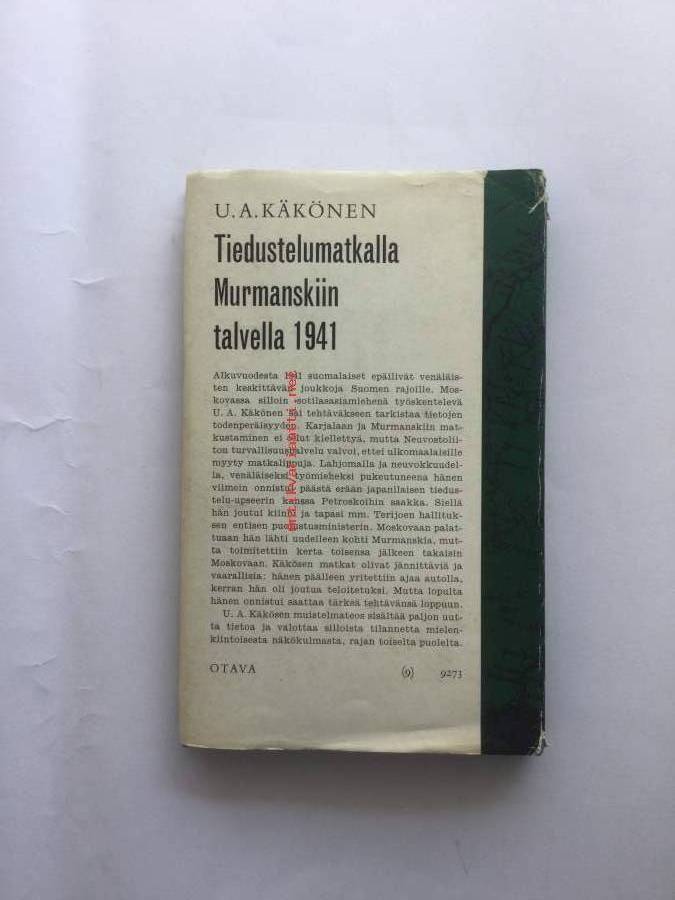 U. A. KÄKÖNEN
Tiedustelumatkalla
Murmanskiin
talvella 1941
Alkuvuodesta 1941 suomalaiset epäilivät venäläis-
ten keskittävän joukkoja Suomen rajoille. Mos-
kovassa silloin sotilasasiamiehenä työskentelevä
U. A. Käkönen sai tehtäväkseen tarkistaa tietojen
todenperäisyyden. Karjalaan ja Murmanskiin mat-
kustaminen ei ollut kiellettyä, mutta Neuvostolii-
ton turvallisuuspalvelu valvoi, ettei ulkomaalaisille
myyty matkalippuja. Lahjomalla ja neuvokkuudel-
la, venäläiseksi työmieheksi pukeutuneena hänen
viimein onnistui päästä erään japanilaisen tiedus-
telu-upseerin kanssa Petroskoihin saakka. Siellä
hän joutui kiinni ja tapasi mm. Terijoen hallituk-
sen entisen puolustusministerin. Moskovaan palat-
tuaan hän lähti uudelleen kohti Murmanskia, mut-
ta toimitettiin kerta toisensa jälkeen takaisin
Moskovaan. Käkösen matkat olivat jännittäviä ja
vaarallisia: hänen päälleen yritettiin ajaa autolla,
kerran hän oli joutua teloitetuksi. Mutta lopulta
hänen onnistui saattaa tärkeä tehtävänsä loppuun.
U. A. Käkösen muistelmateos sisältää paljon uut-
ta tietoa ja valottaa silloista tilannetta mielen-
kiintoisesta näkökulmasta, rajan toiselta puolelta.
OTAVA (9) 9273